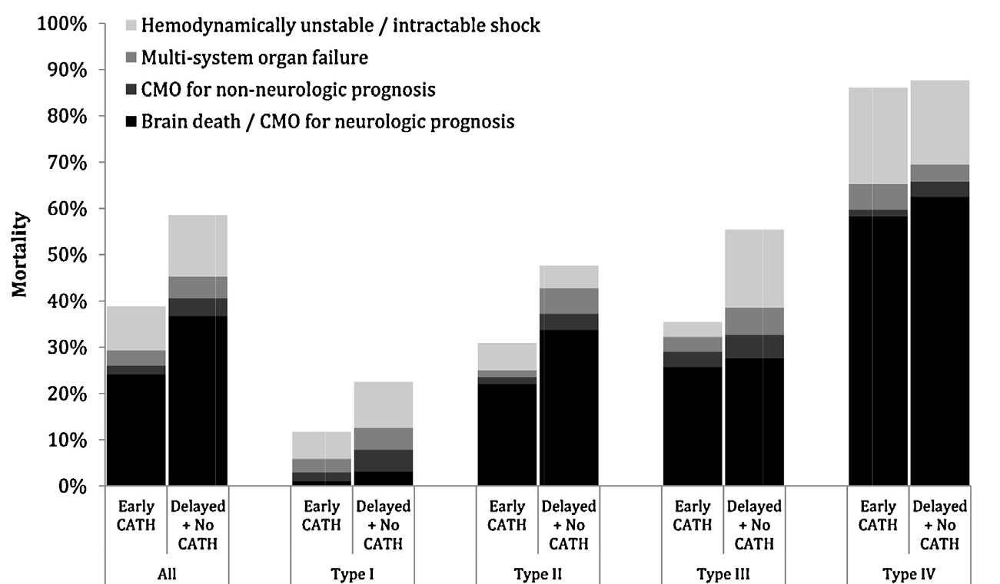 100%
90%
80%
70%
60%
50%
40%
30%
20%
10%
0%
Mortality
Hemodynamically unstable / intractable shock
Multi-system organ failure
CMO for non-neurologic prognosis
Brain death / CMO for neurologic prognosis
Early
CATH
Delayed
+ No
CATH
All
Early
CATH
Delayed
+ No
CATH
Type I
Early
CATH
Delayed
+ No
CATH
Type II
Early
CATH
Delayed
+ No
CATH
Type III
Early
CATH
Delayed
+ No
CATH
Type IV